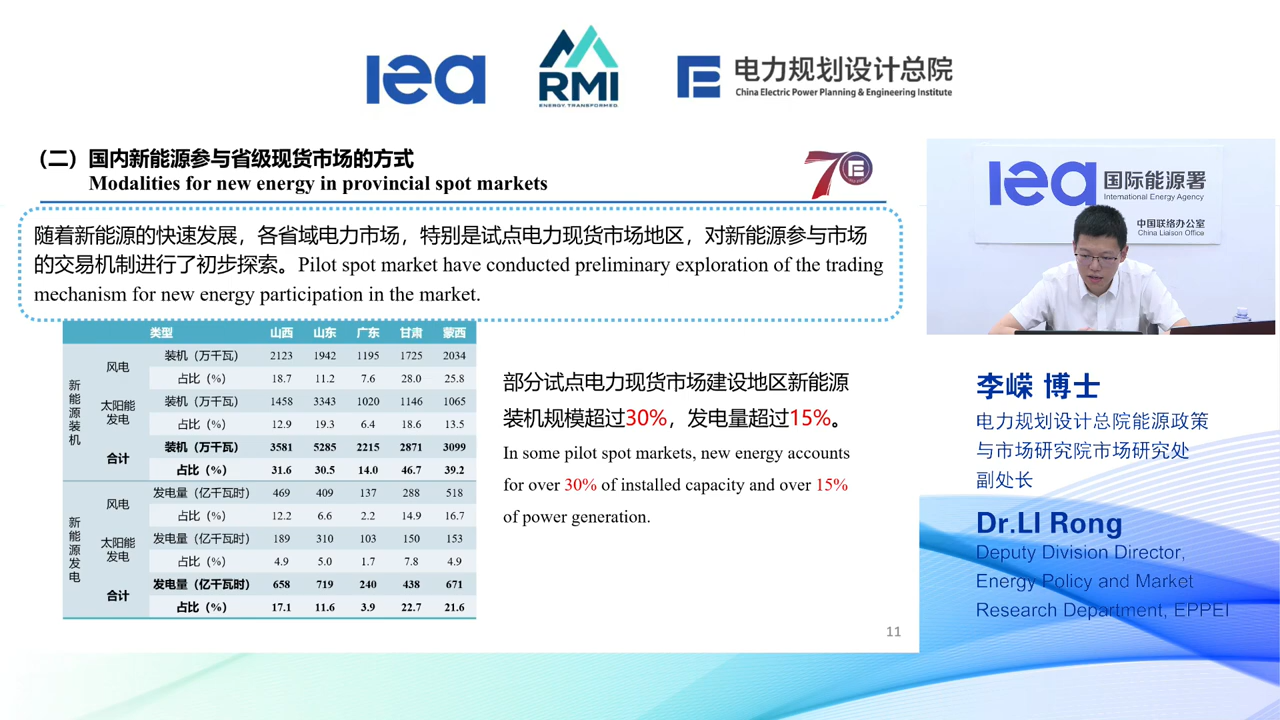 iea
RMI
ENERGY. TRANSFORMED.
电力规划设计总院
China Electric Power Planning & Engineering Institute
（二）国内新能源参与省级现货市场的方式
Modalities for new energy in provincial spot markets
70
随着新能源的快速发展，各省域电力市场，特别是试点电力现货市场地区，对新能源参与市场
的交易机制进行了初步探索。Pilot spot market have conducted preliminary exploration of the trading
mechanism for new energy participation in the market.
类型 山西 山东 广东 甘肃 蒙西
新能源装机
风电
装机（万千瓦） 2123 1942 1195 1725 2034
占比（%） 18.7 11.2 7.6 28.0 25.8
太阳能
发电
装机（万千瓦） 1458 3343 1020 1146 1065
占比（%） 12.9 19.3 6.4 18.6 13.5
合计
装机（万千瓦） 3581 5285 2215 2871 3099
占比（%） 31.6 30.5 14.0 46.7 39.2
新能源发电
风电
发电量（亿千瓦时） 469 409 137 288 518
占比（%） 12.2 6.6 2.2 14.9 16.7
太阳能
发电
发电量（亿千瓦时） 189 310 103 150 153
占比（%） 4.9 5.0 1.7 7.8 4.9
合计
发电量（亿千瓦时） 658 719 240 438 671
占比（%） 17.1 11.6 3.9 22.7 21.6
部分试点电力现货市场建设地区新能源
装机规模超过30%，发电量超过15%。
In some pilot spot markets, new energy accounts
for over 30% of installed capacity and over 15%
of power generation.
11
iea 国际能源署
International Energy Agency
中国联络办公室
China Liaison Office
李嵘 博士
电力规划设计总院能源政策
与市场研究院市场研究处
副处长
Dr.LI Rong
Deputy Division Director,
Energy Policy and Market
Research Department, EPPEI